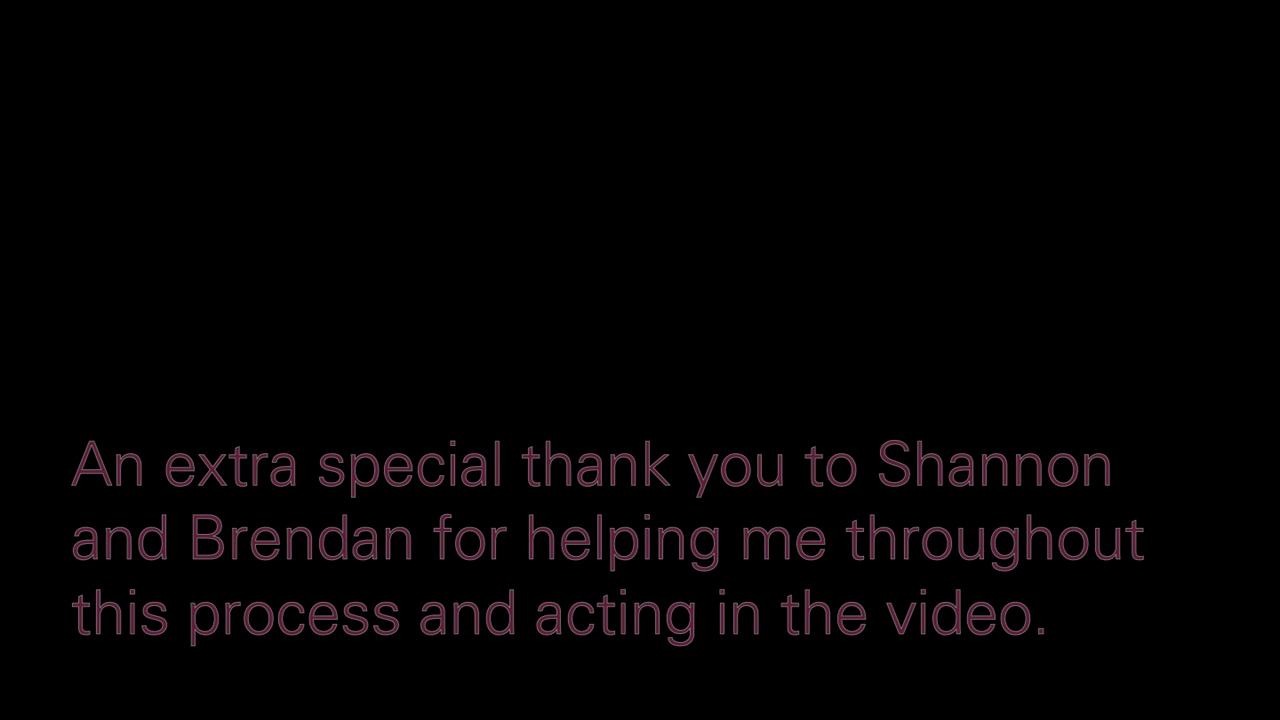 An extra special thank you to Shannon
and Brendan for helping me throughout
this process and acting in the video.